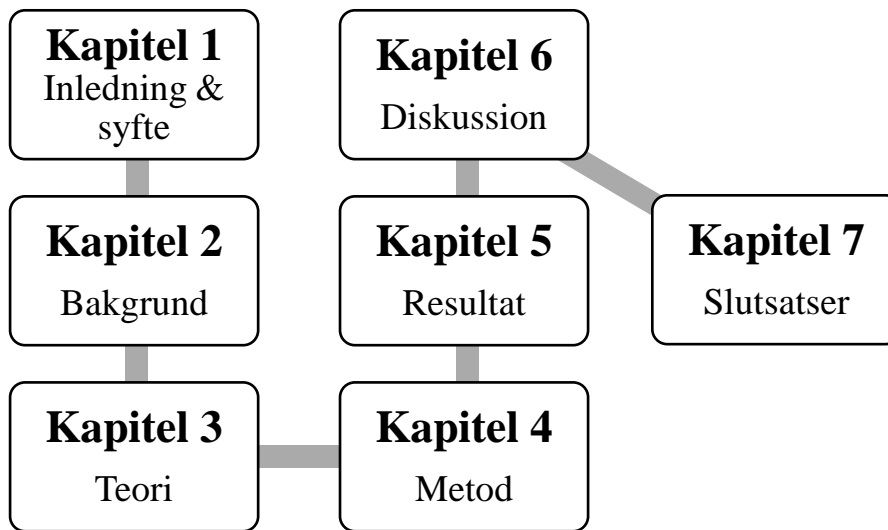 Kapitel 1
Inledning &
syfte
Kapitel 2
Bakgrund
Kapitel 3
Teori
Kapitel 4
Metod
Kapitel 5
Resultat
Kapitel 6
Diskussion
Kapitel 7
Slutsatser